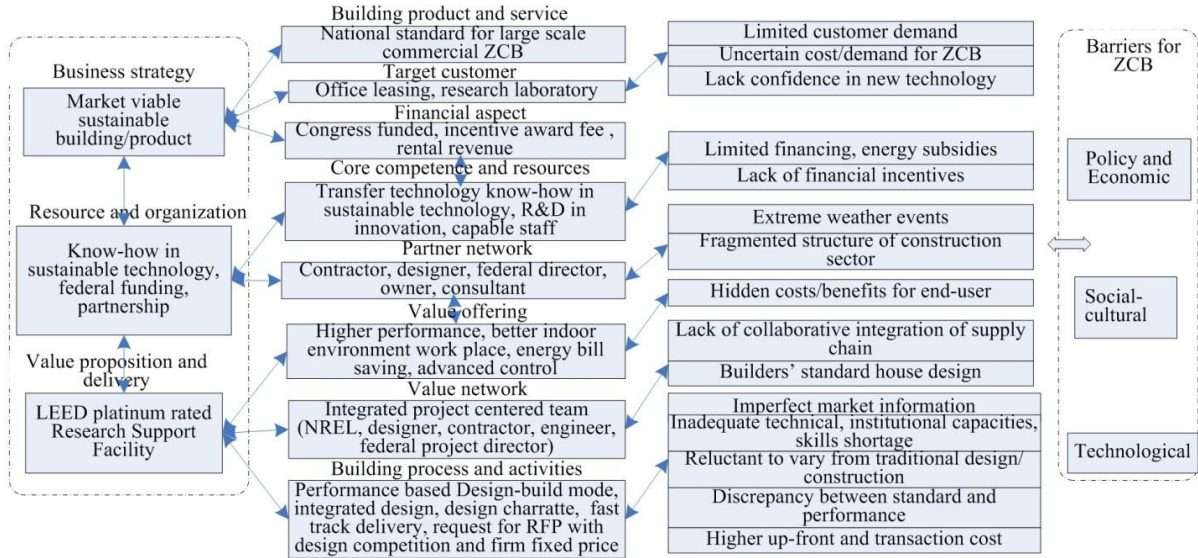 Business strategy
Market viable
sustainable
building/product
Resource and organization
Know-how in
sustainable technology,
federal funding,
partnership
Value proposition and
delivery
LEED platinum rated
Research Support
Facility
Building product and service
National standard for large scale
commercial ZCB
Target customer
Office leasing, research laboratory
Financial aspect
Congress funded, incentive award fee ,
rental revenue
Core competence and resources
Transfer technology know-how in
sustainable technology, R&D in
innovation, capable staff
Partner network
Contractor, designer, federal director,
owner, consultant
Value offering
Higher performance, better indoor
environment work place, energy bill
saving, advanced control
Value network
Integrated project centered team
(NREL, designer, contractor, engineer,
federal project director)
Building process and activities
Performance based Design-build mode,
integrated design, design charratte, fast
track delivery, request for RFP with
design competition and firm fixed price
Limited customer demand
Uncertain cost/demand for ZCB
Lack confidence in new technology
Limited financing, energy subsidies
Lack of financial incentives
Extreme weather events
Fragmented structure of construction
sector
Hidden costs/benefits for end-user
Lack of collaborative integration of supply
chain
Builders' standard house design
Imperfect market information
Inadequate technical, institutional capacities,
skills shortage
Reluctant to vary from traditional design/
construction
Discrepancy between standard and
performance
Higher up-front and transaction cost
Barriers for
ZCB
Policy and
Economic
Social-
cultural
Technological